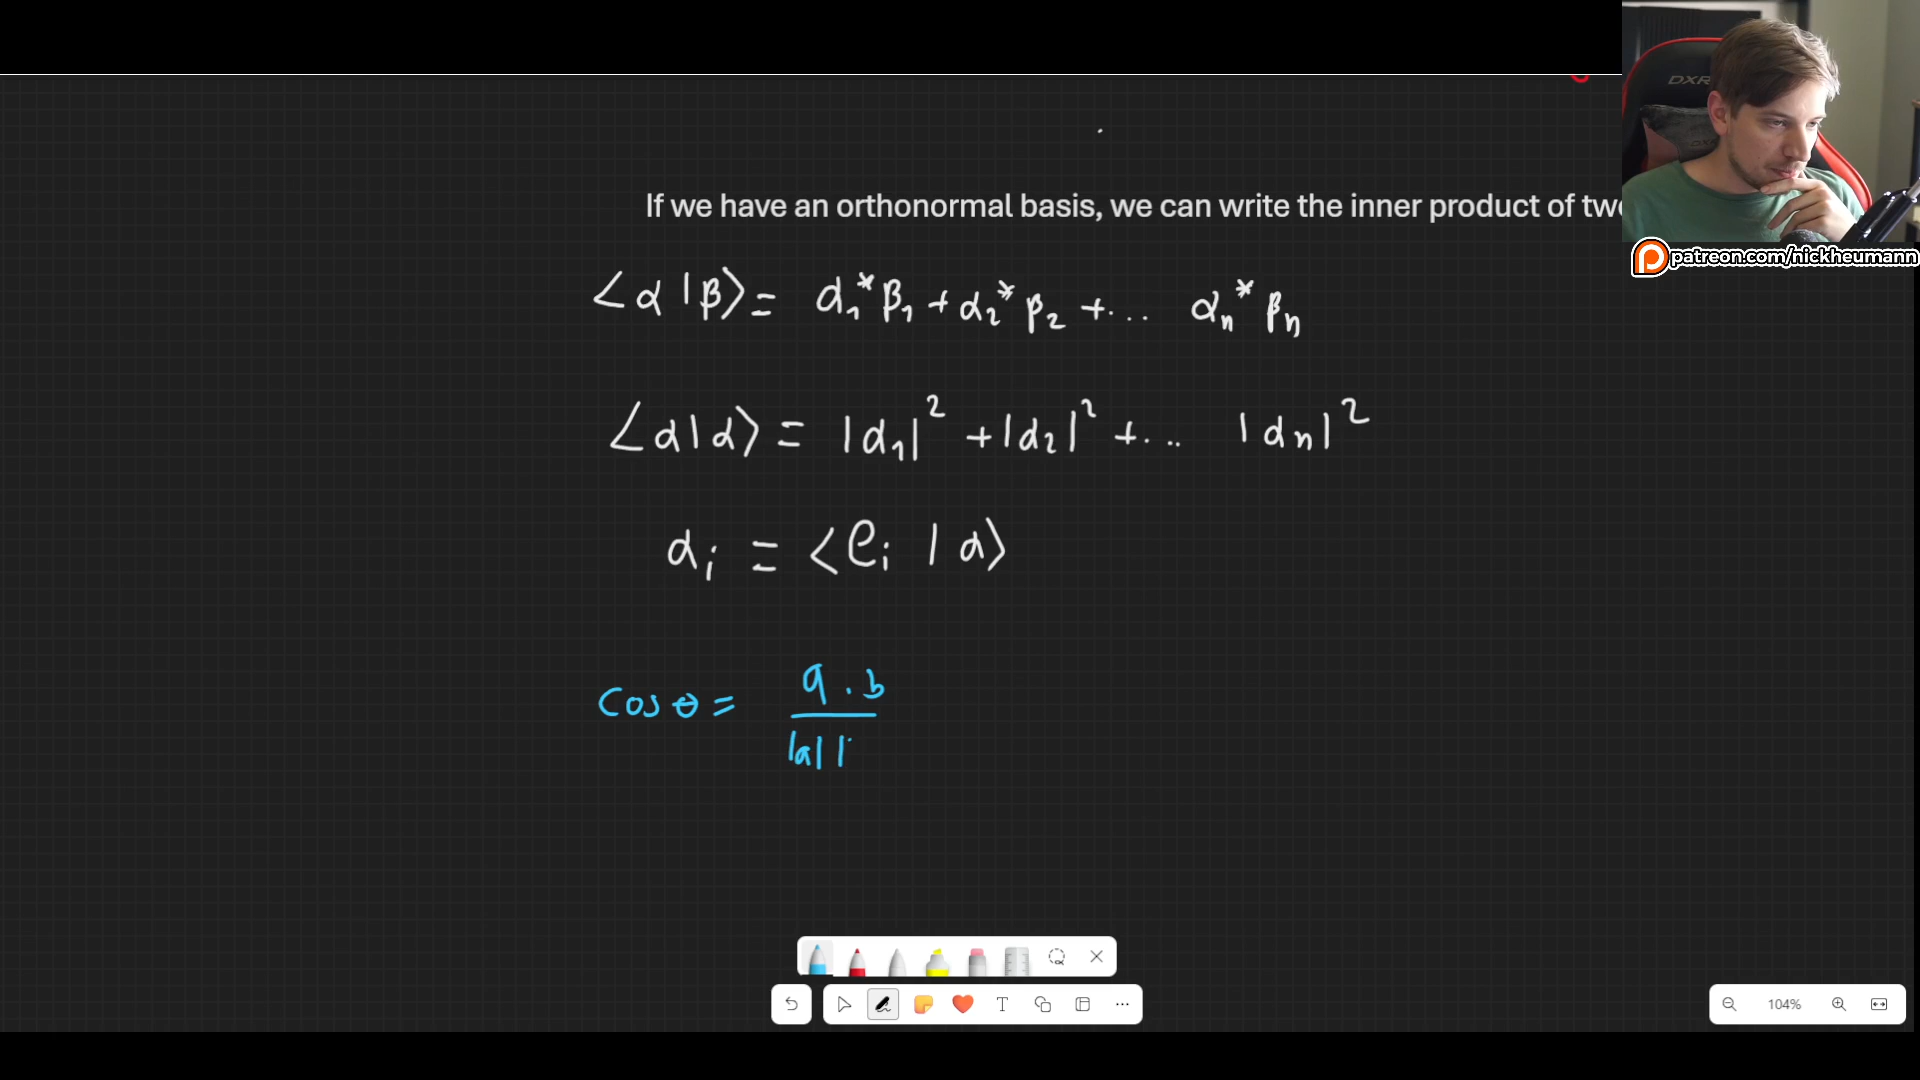 DXR
If we have an orthonormal basis, we can write the inner product of tw
patreon.com/nickheumann
⟨α|β⟩ = α₁*β₁ + α₂*β₂ + ... αₙ*βₙ
⟨α|α⟩ = |α₁|² + |α₂|² + ... |αₙ|²
αᵢ = ⟨eᵢ | α⟩
cos θ = a · b
|a| |
T
104%